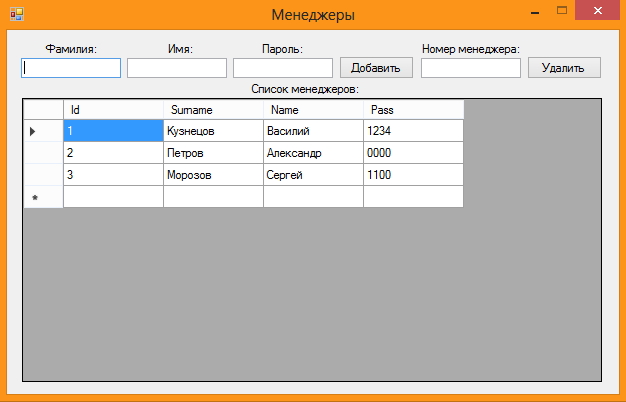 Менеджеры
Фамилия: Имя: Пароль: Номер менеджера:
Добавить Удалить
Список менеджеров:
Id Surname Name Pass
1 Кузнецов Василий 1234
2 Петров Александр 0000
3 Морозов Сергей 1100